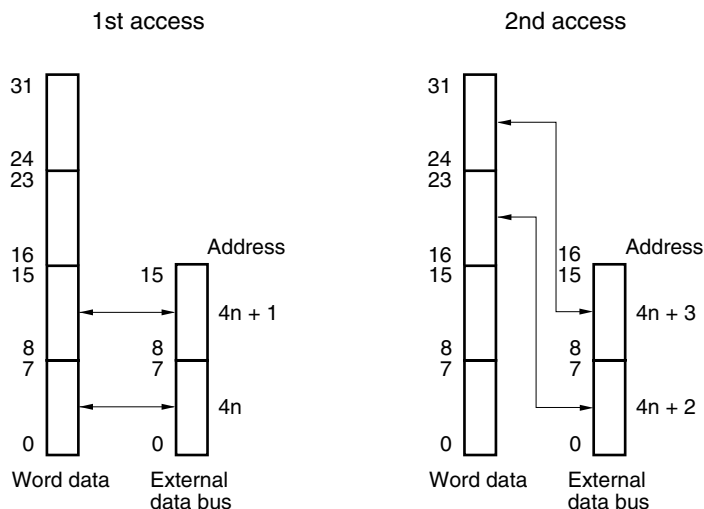 1st access
31
24
23
16
15
8
7
0
Word data
Address
15
4n + 1
8
7
4n
0
External
data bus
2nd access
31
24
23
16
15
8
7
0
Word data
Address
16
15
4n + 3
8
7
4n + 2
0
External
data bus